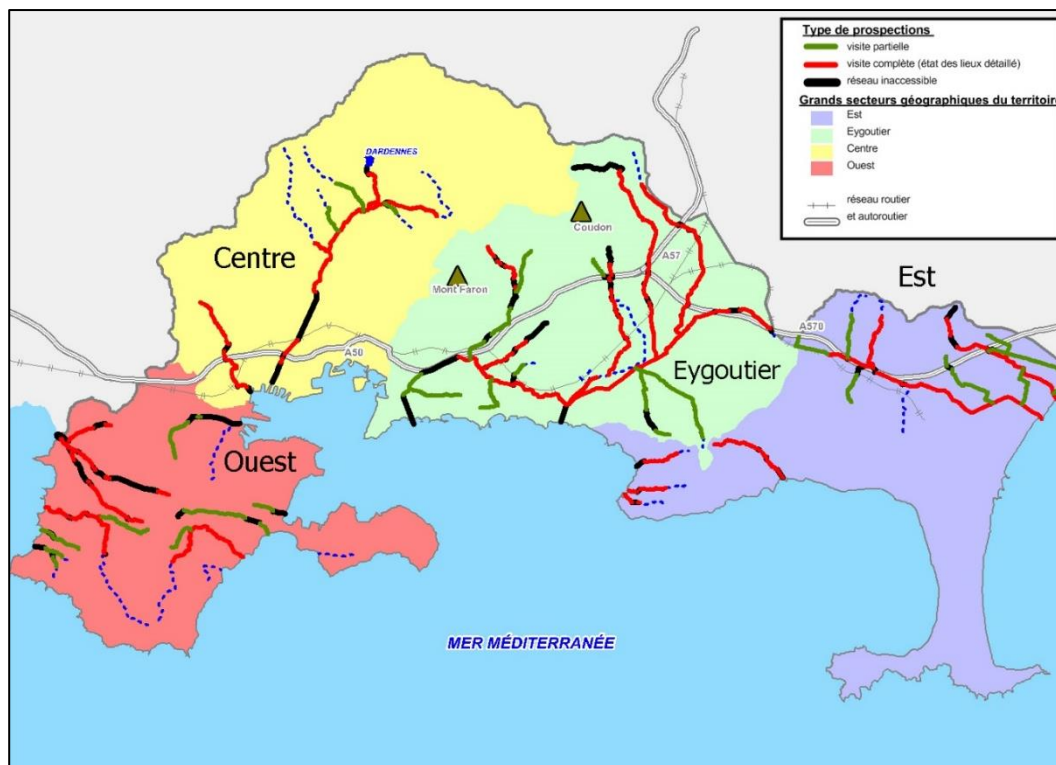 Type de prospections
visite partielle
visite complète (état des lieux détaillé)
réseau inaccessible
Grands secteurs géographiques du territoire
Est
Eygoutier
Centre
Ouest
réseau routier
et autoroutier
DARDENNES
Coudon
Centre
A57
Mont Faron
Est
A570
A50
Eygoutier
Ouest
MER MÉDITERRANÉE